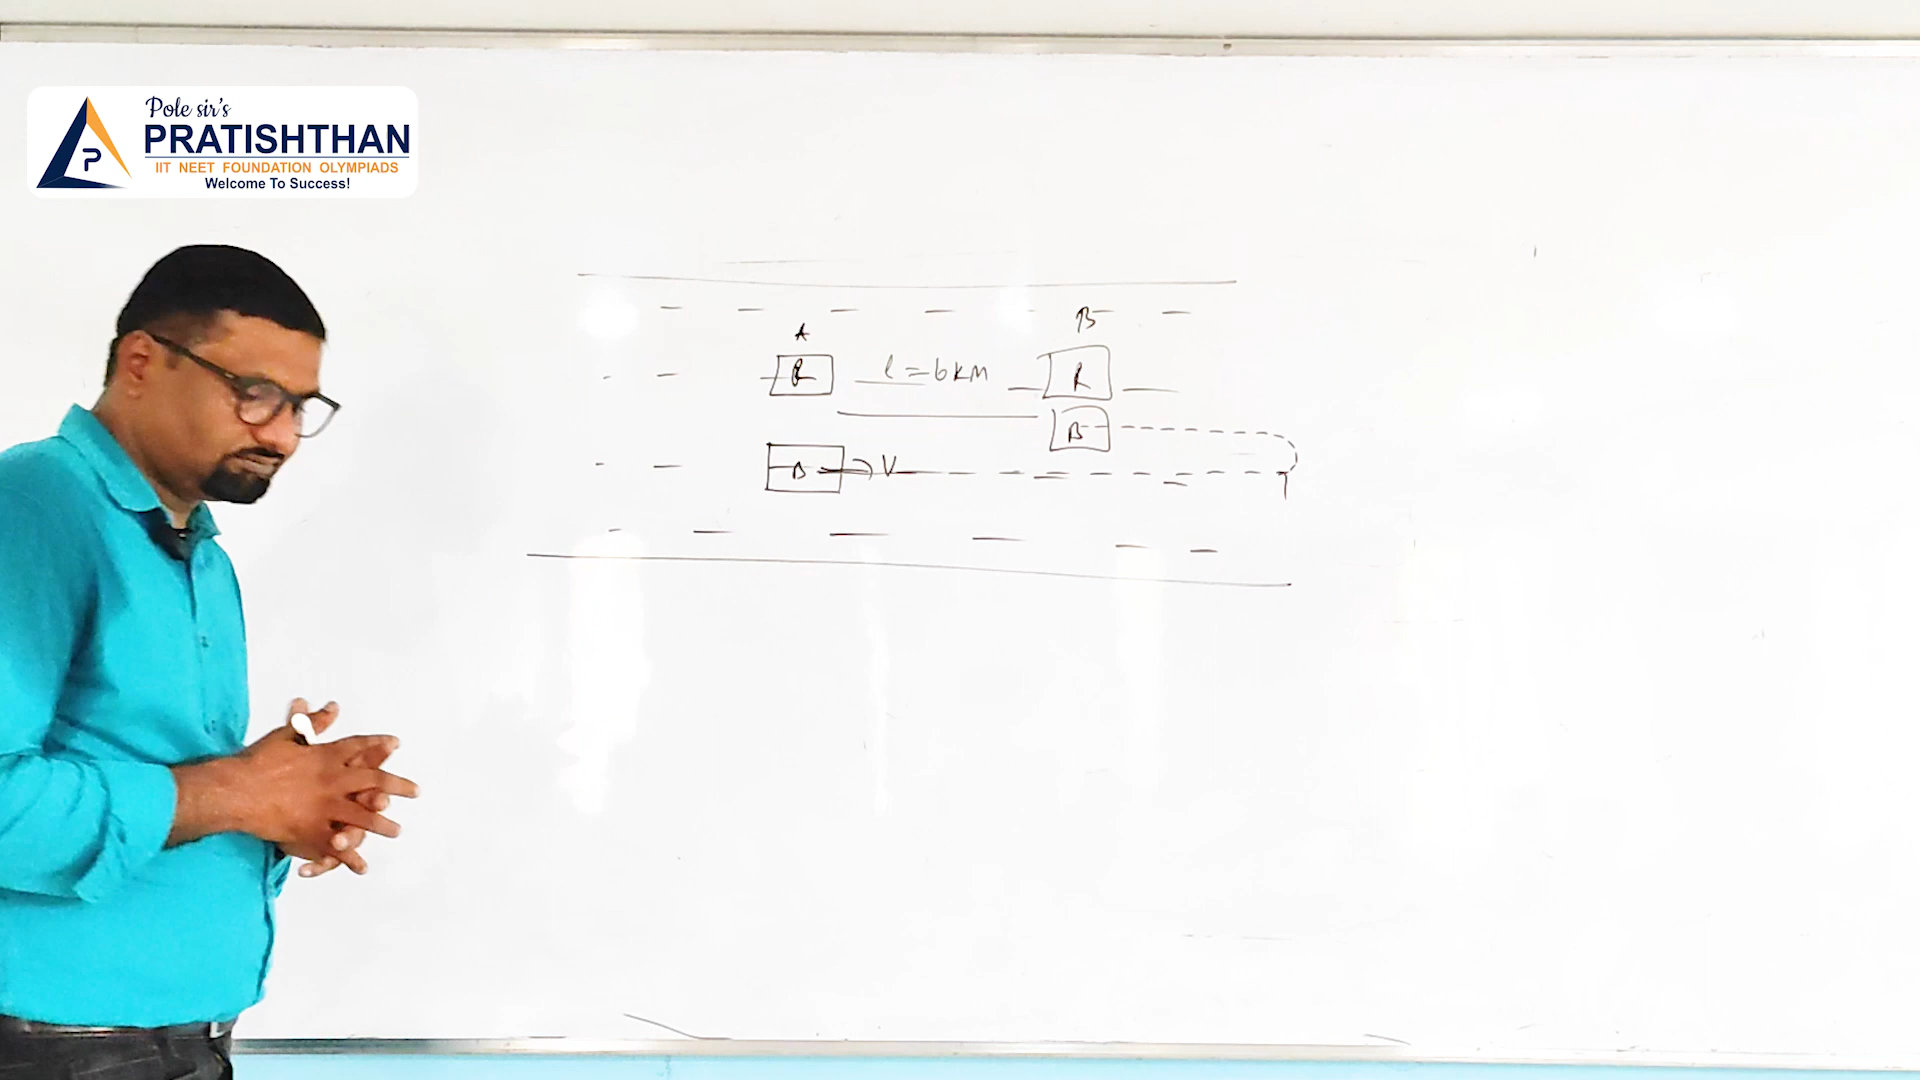 Pole sir's
PRATISHTHAN
IIT NEET FOUNDATION OLYMPIADS
Welcome To Success!
P
A
B
R
l = 6 km
R
B
B
V